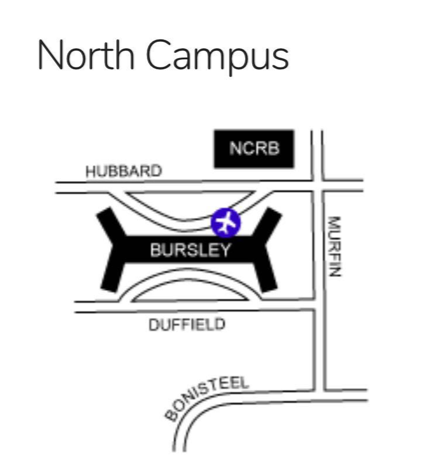 North Campus
NCRB
HUBBARD
MURFIN
BURSLEY
DUFFIELD
BONISTEEL